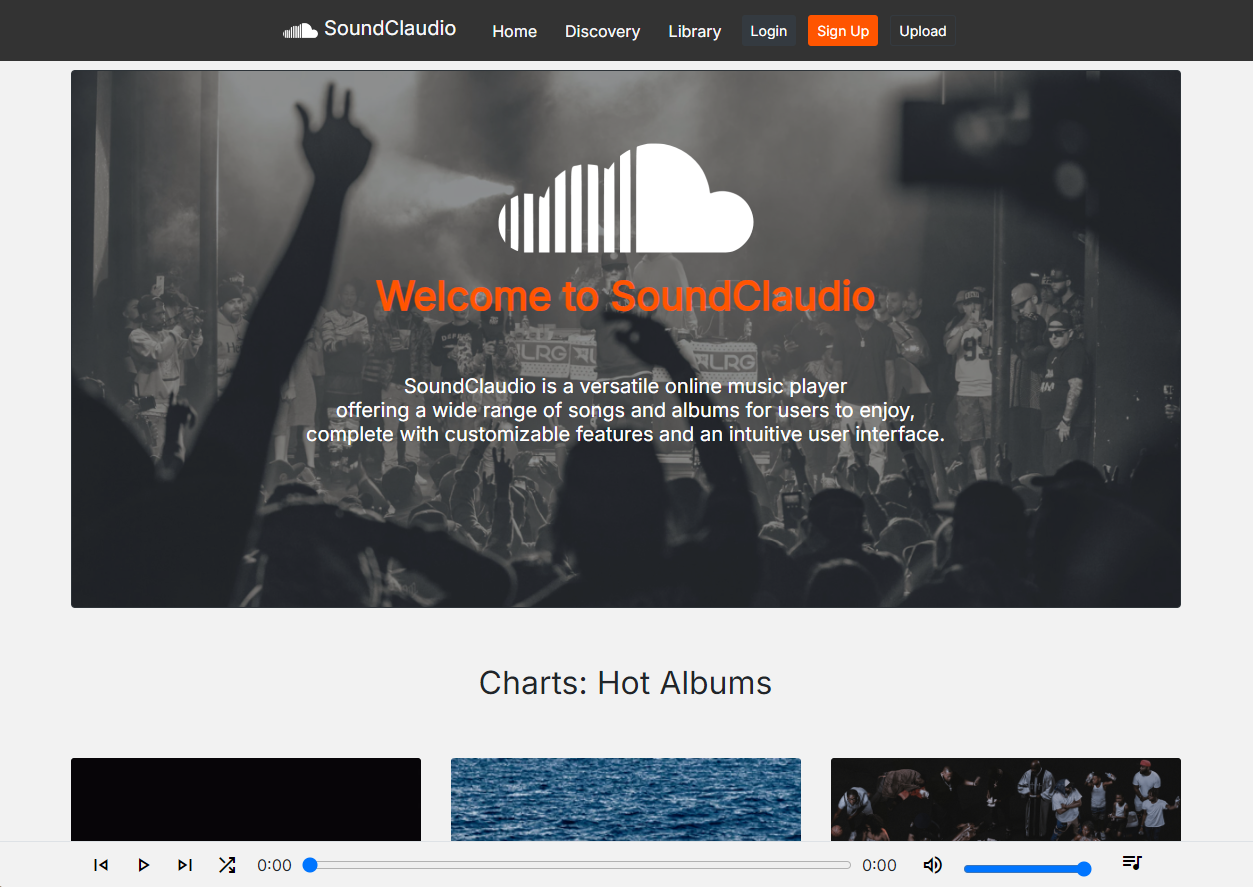 SoundClaudio Home Discovery Library Login Sign Up Upload
Welcome to SoundClaudio
LRG LRG
SoundClaudio is a versatile online music player
offering a wide range of songs and albums for users to enjoy,
complete with customizable features and an intuitive user interface.
Charts: Hot Albums
0:00 0:00